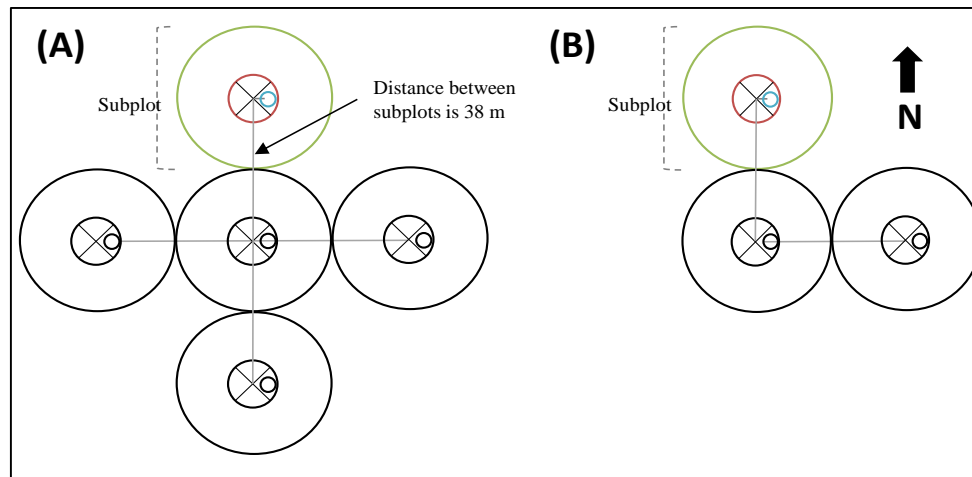 (A)
Subplot
Distance between
subplots is 38 m
(B)
Subplot
N